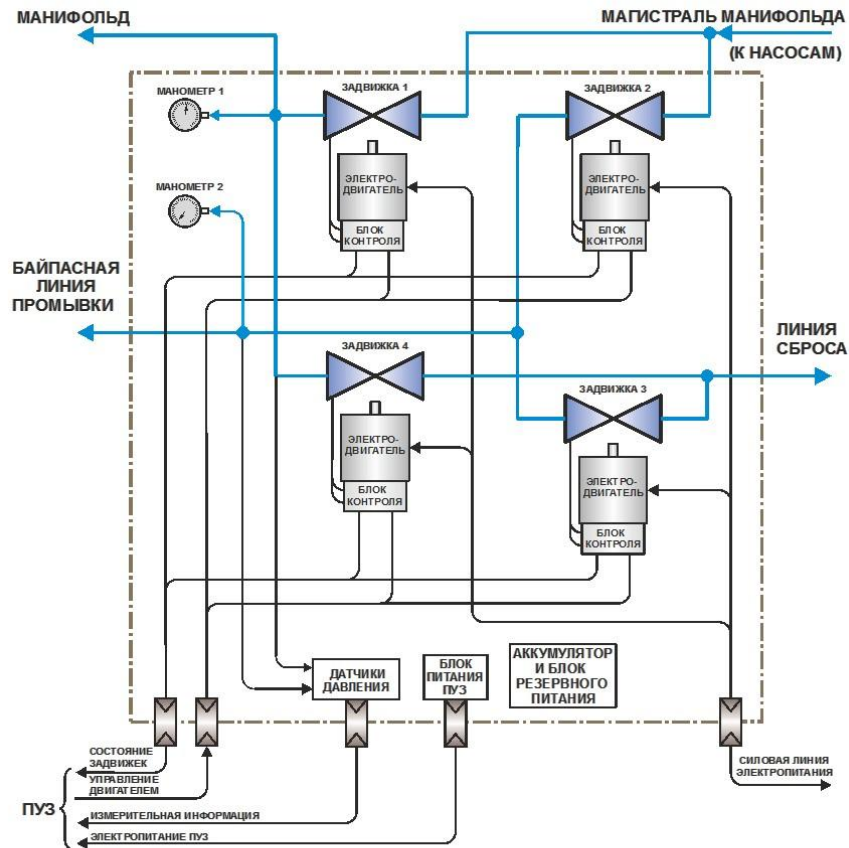 МАНИФОЛЬД
МАГИСТРАЛЬ МАНИФОЛЬДА
(К НАСОСАМ)
МАНОМЕТР 1
ЗАДВИЖКА 1
ЗАДВИЖКА 2
ЭЛЕКТРО-
ДВИГАТЕЛЬ
БЛОК
КОНТРОЛЯ
ЭЛЕКТРО-
ДВИГАТЕЛЬ
БЛОК
КОНТРОЛЯ
МАНОМЕТР 2
БАЙПАСНАЯ
ЛИНИЯ
ПРОМЫВКИ
ЛИНИЯ
СБРОСА
ЗАДВИЖКА 4
ЗАДВИЖКА 3
ЭЛЕКТРО-
ДВИГАТЕЛЬ
БЛОК
КОНТРОЛЯ
ЭЛЕКТРО-
ДВИГАТЕЛЬ
БЛОК
КОНТРОЛЯ
ДАТЧИКИ
ДАВЛЕНИЯ
БЛОК
ПИТАНИЯ
ПУЗ
АККУМУЛЯТОР
И БЛОК
РЕЗЕРВНОГО
ПИТАНИЯ
СОСТОЯНИЕ
ЗАДВИЖЕК
УПРАВЛЕНИЕ
ДВИГАТЕЛЕМ
ПУЗ
ИЗМЕРИТЕЛЬНАЯ ИНФОРМАЦИЯ
ЭЛЕКТРОПИТАНИЕ ПУЗ
СИЛОВАЯ ЛИНИЯ
ЭЛЕКТРОПИТАНИЯ